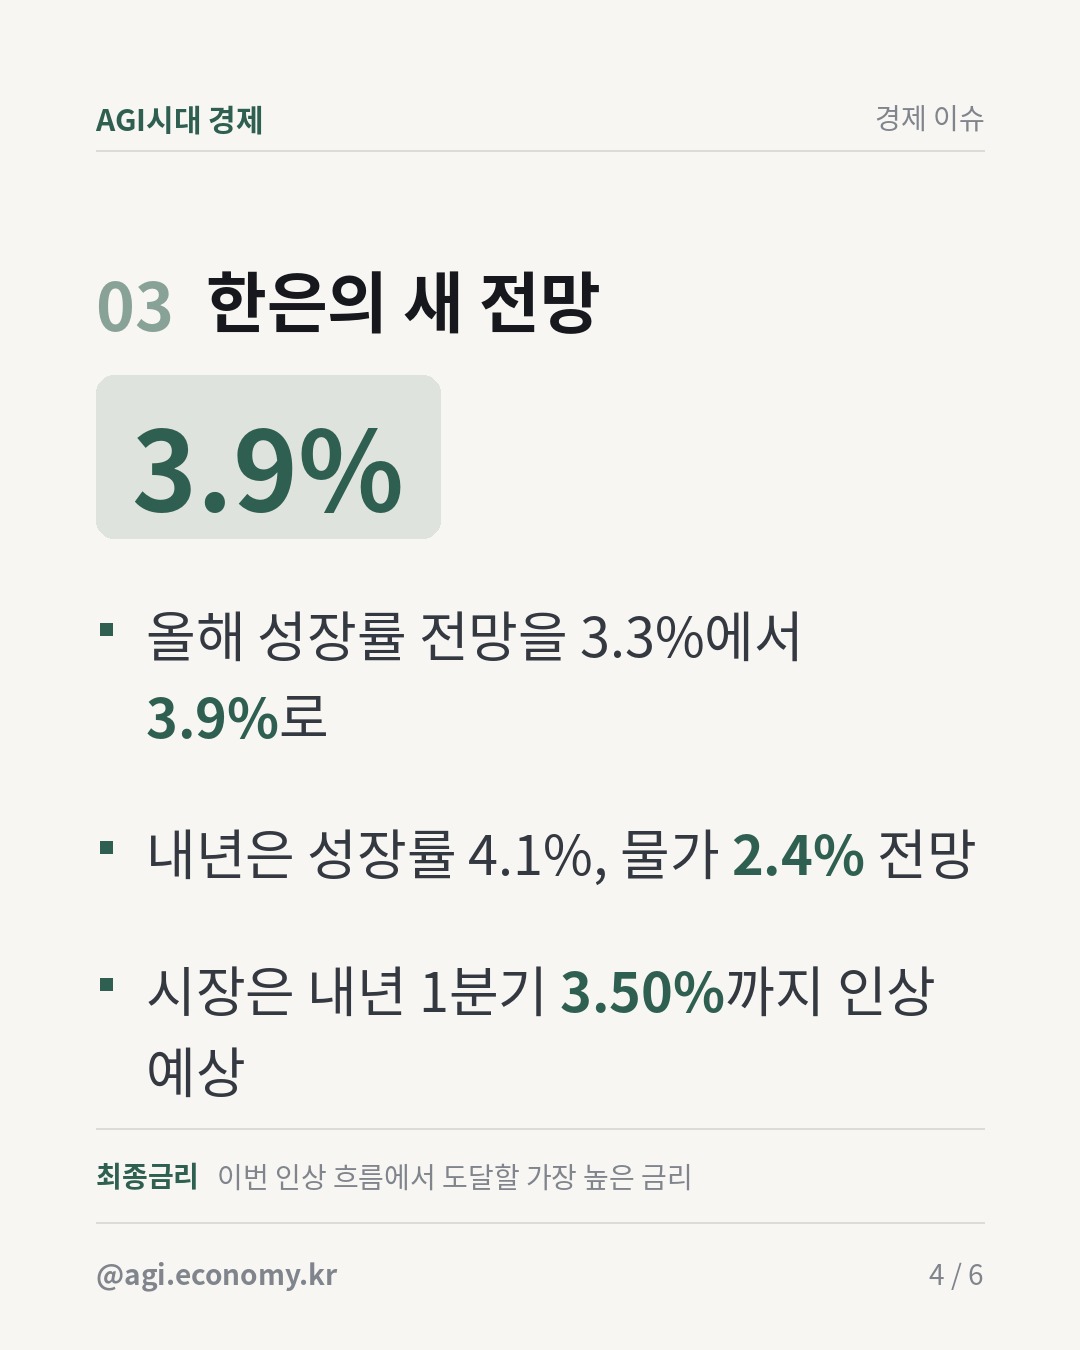 AGI시대 경제
경제 이슈
03 한은의 새 전망
3.9%
올해 성장률 전망을 3.3%에서
3.9%로
내년은 성장률 4.1%, 물가 2.4% 전망
시장은 내년 1분기 3.50%까지 인상
예상
최종금리 이번 인상 흐름에서 도달할 가장 높은 금리
@agi.economy.kr
4 / 6